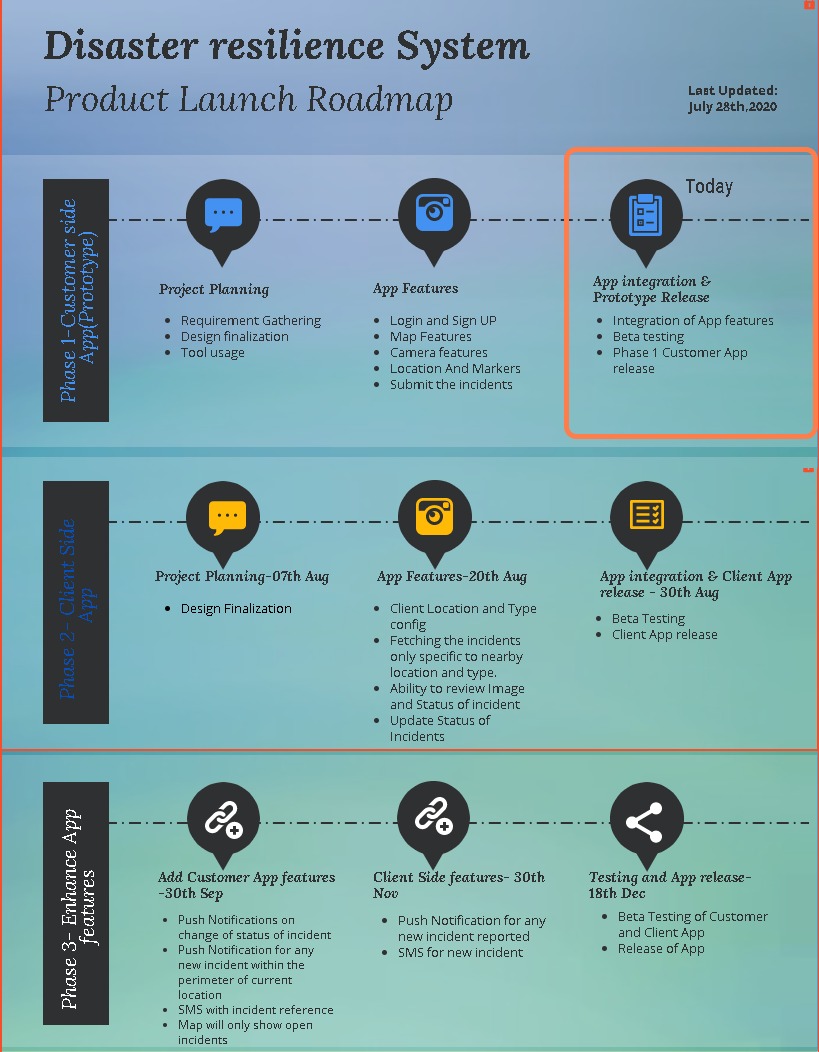 Disaster resilience System
Product Launch Roadmap
Last Updated:
July 28th,2020
Phase 1-Customer side
App(Prototype)
Today
Project Planning
Requirement Gathering
Design finalization
Tool usage
App Features
Login and Sign UP
Map Features
Camera features
Location And Markers
Submit the incidents
App integration &
Prototype Release
Integration of App features
Beta testing
Phase 1 Customer App
release
Phase 2- Client Side
App
Project Planning-07th Aug
Design Finalization
App Features-20th Aug
Client Location and Type
config
Fetching the incidents
only specific to nearby
location and type.
Ability to review Image
and Status of incident
Update Status of
Incidents
App integration & Client App
release - 30th Aug
Beta Testing
Client App release
Phase 3- Enhance App
features
Add Customer App features
-30th Sep
Push Notifications on
change of status of incident
Push Notification for any
new incident within the
perimeter of current
location
SMS with incident reference
Map will only show open
incidents
Client Side features- 30th
Nov
Push Notification for any
new incident reported
SMS for new incident
Testing and App release-
18th Dec
Beta Testing of Customer
and Client App
Release of App